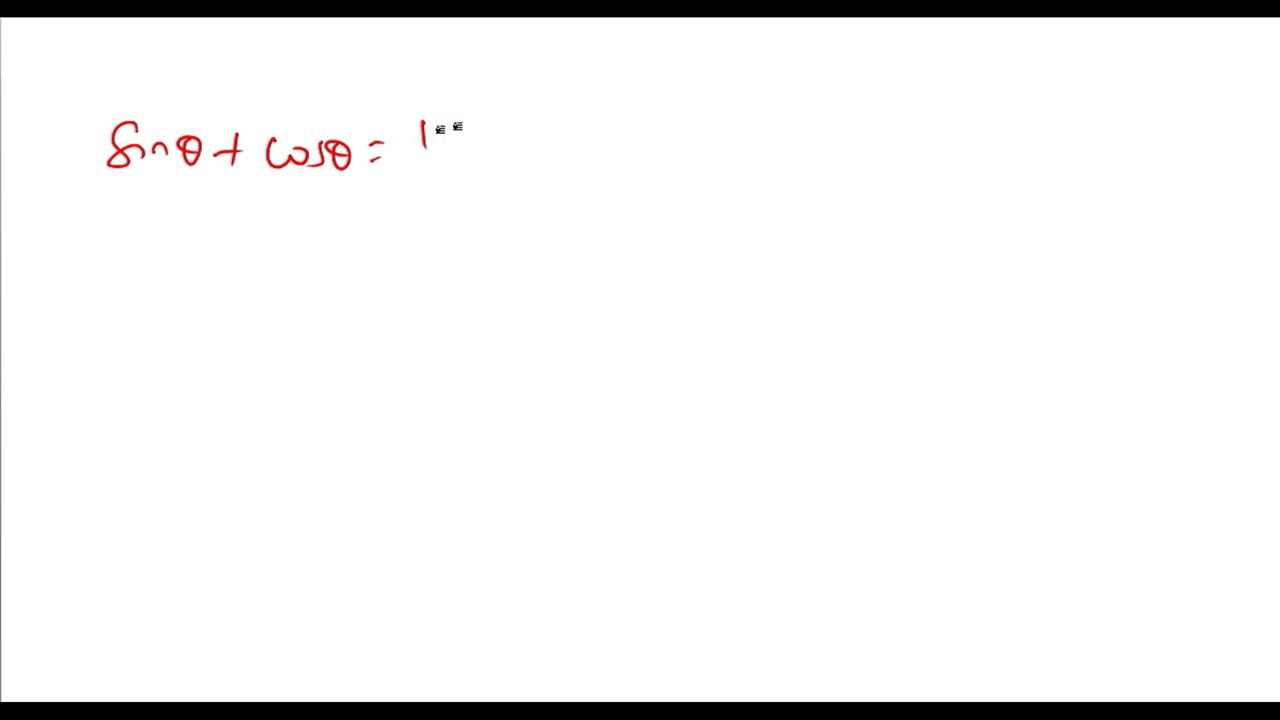 sinθ + cosθ = 1